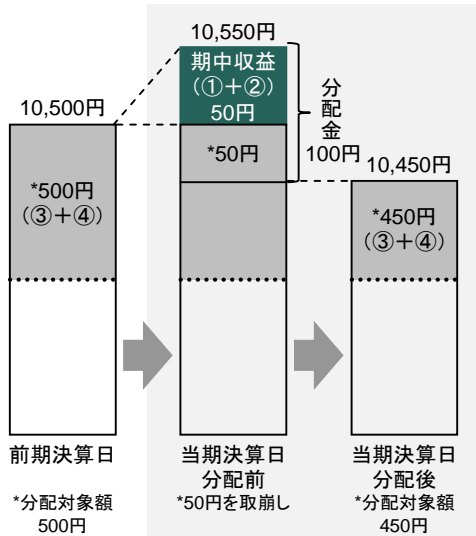 10,550円
期中収益
(①+②)
50円
10,500円
分配金
100円
*50円
10,450円
*500円
(③+④)
*450円
(③+④)
前期決算日
当期決算日
分配前
当期決算日
分配後
*分配対象額
500円
*50円を取崩し
*分配対象額
450円